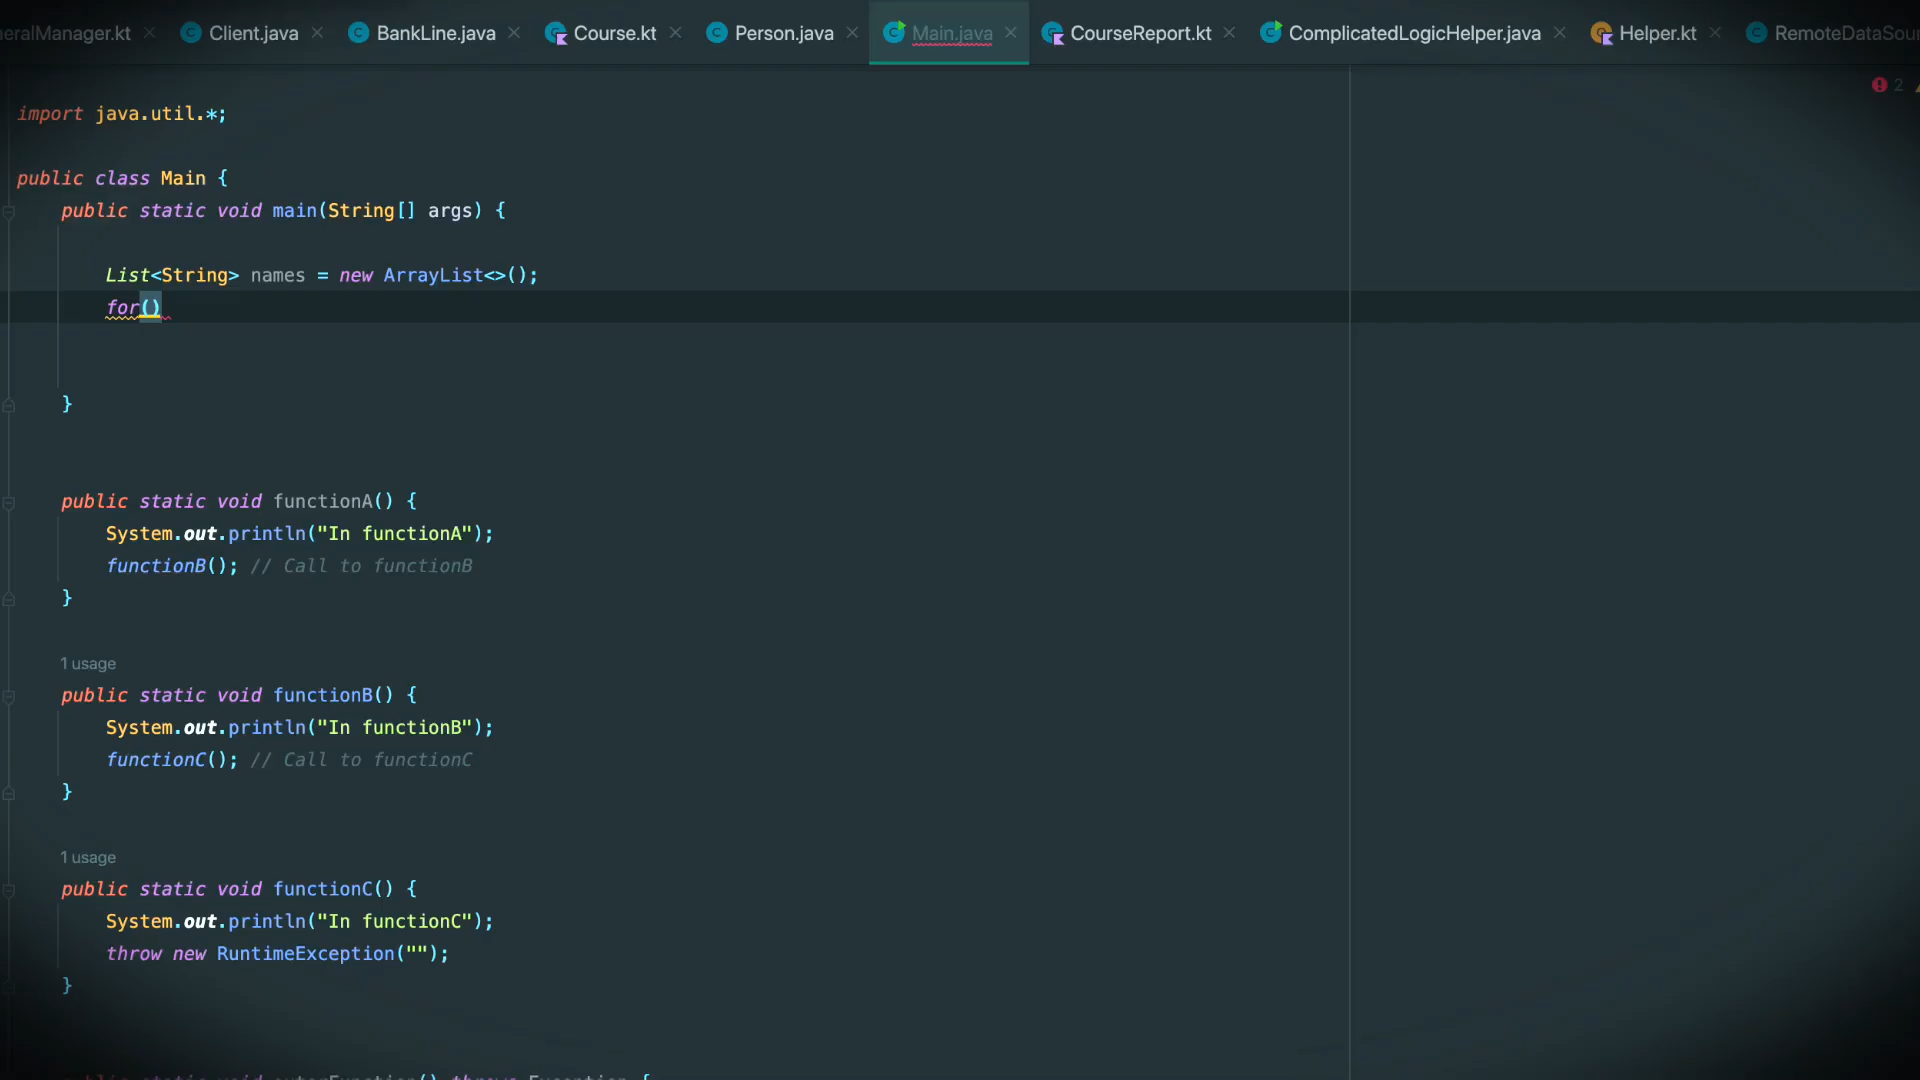 eralManager.kt Client.java BankLine.java Course.kt Person.java Main.java CourseReport.kt ComplicatedLogicHelper.java Helper.kt RemoteDataSour
2
import java.util.*;
public class Main {
public static void main(String[] args) {
List<String> names = new ArrayList<>();
for()
}
public static void functionA() {
System.out.println("In functionA");
functionB(); // Call to functionB
}
1 usage
public static void functionB() {
System.out.println("In functionB");
functionC(); // Call to functionC
}
1 usage
public static void functionC() {
System.out.println("In functionC");
throw new RuntimeException("");
}